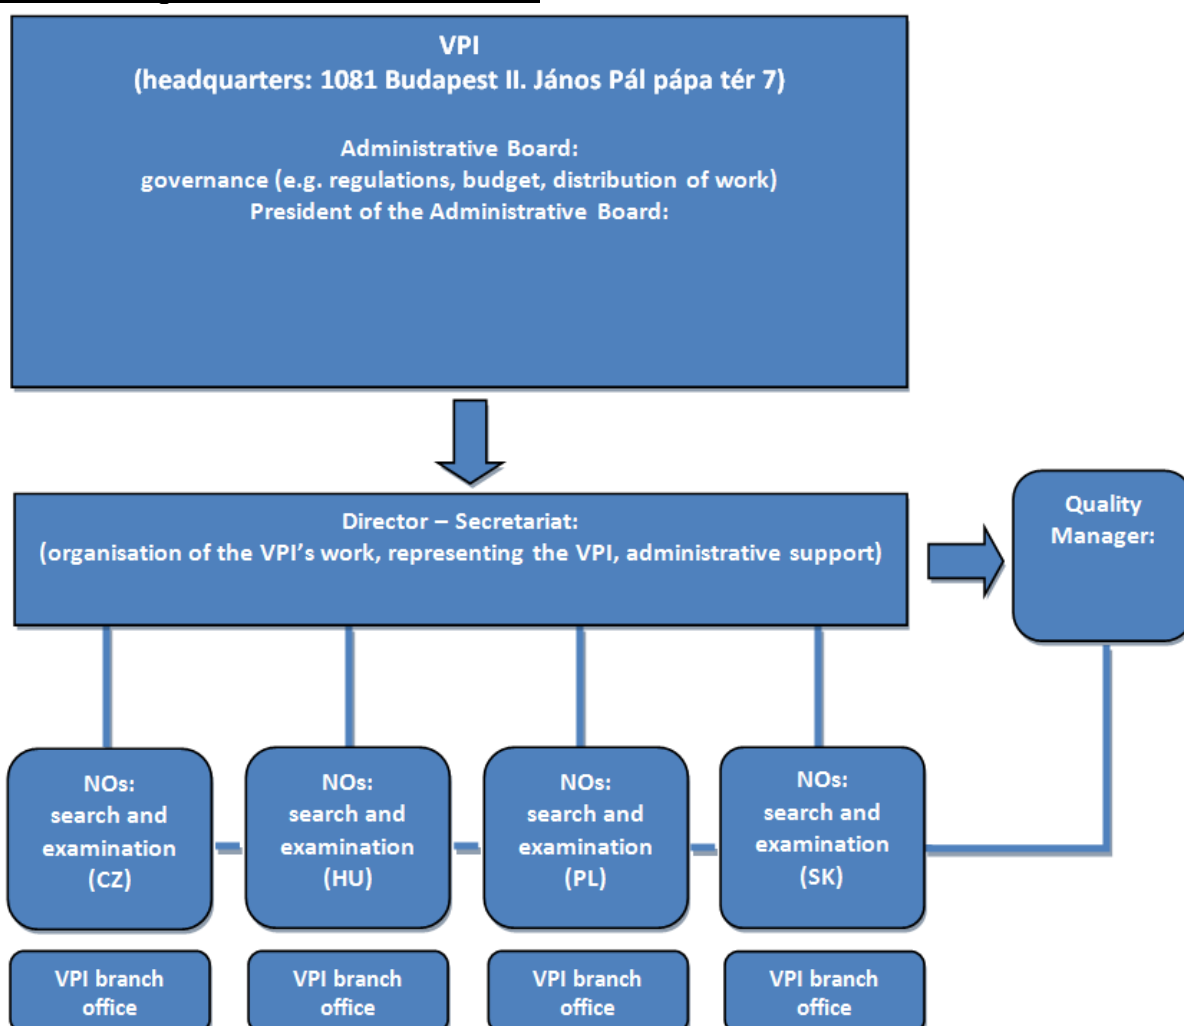 VPI
(headquarters: 1081 Budapest II. János Pál pápa tér 7)
Administrative Board:
governance (e.g. regulations, budget, distribution of work)
President of the Administrative Board:
Director – Secretariat:
(organisation of the VPI's work, representing the VPI, administrative support)
Quality
Manager:
NOs:
search and
examination
(CZ)
NOs:
search and
examination
(HU)
NOs:
search and
examination
(PL)
NOs:
search and
examination
(SK)
VPI branch
office
VPI branch
office
VPI branch
office
VPI branch
office